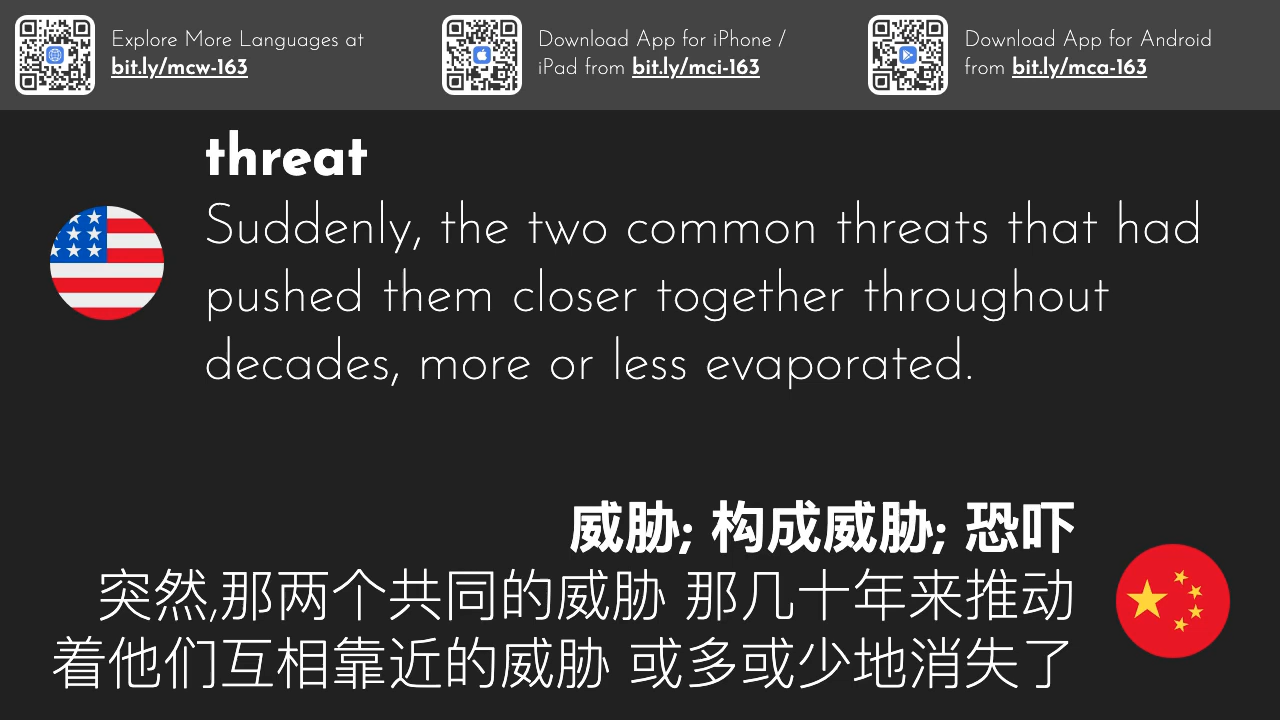 Explore More Languages at
bit.ly/mcw-163
Download App for iPhone /
iPad from bit.ly/mci-163
Download App for Android
from bit.ly/mca-163
threat
Suddenly, the two common threats that had
pushed them closer together throughout
decades, more or less evaporated.
威胁; 构成威胁; 恐吓
突然,那两个共同的威胁 那几十年来推动
着他们互相靠近的威胁 或多或少地消失了